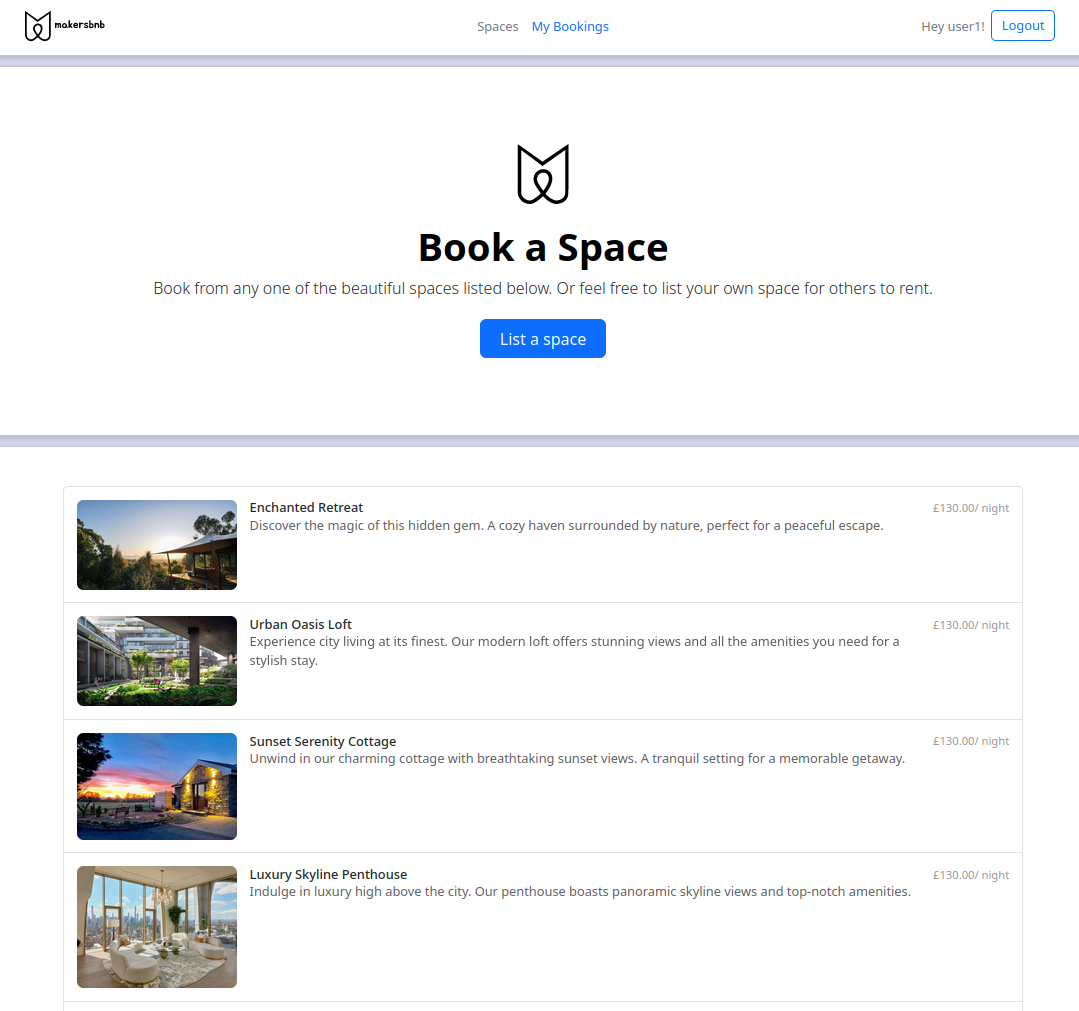 makersbnb
Spaces My Bookings
Hey user1! Logout
Book a Space
Book from any one of the beautiful spaces listed below. Or feel free to list your own space for others to rent.
List a space
Enchanted Retreat
£130.00/ night
Discover the magic of this hidden gem. A cozy haven surrounded by nature, perfect for a peaceful escape.
Urban Oasis Loft
£130.00/ night
Experience city living at its finest. Our modern loft offers stunning views and all the amenities you need for a
stylish stay.
Sunset Serenity Cottage
£130.00/ night
Unwind in our charming cottage with breathtaking sunset views. A tranquil setting for a memorable getaway.
Luxury Skyline Penthouse
£130.00/ night
Indulge in luxury high above the city. Our penthouse boasts panoramic skyline views and top-notch amenities.